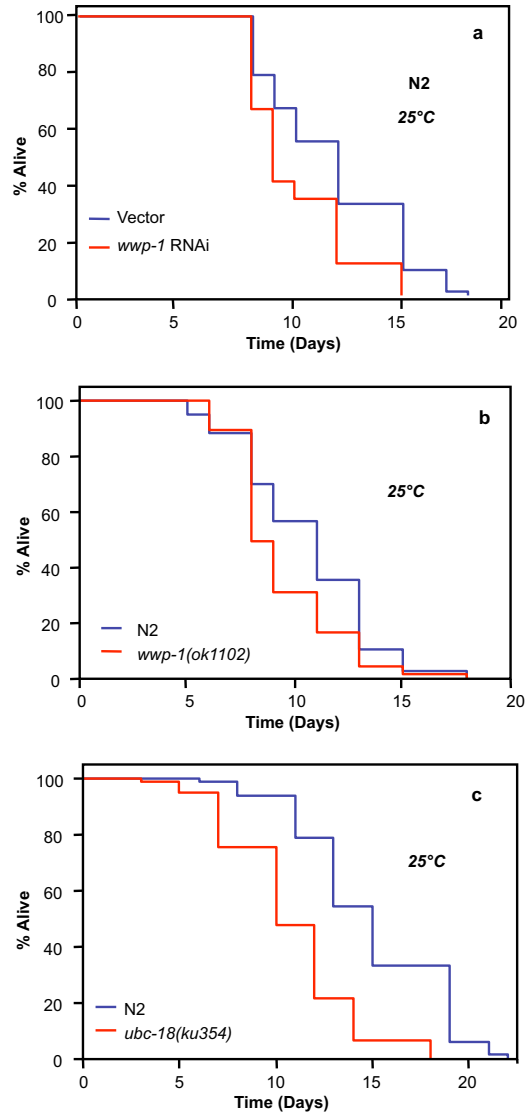 a
N2
25°C
100
80
60
40
20
0
% Alive
Vector
wwp-1 RNAi
0 5 10 15 20
Time (Days)
b
25°C
100
80
60
40
20
0
% Alive
N2
wwp-1(ok1102)
0 5 10 15 20
Time (Days)
c
25°C
100
80
60
40
20
0
% Alive
N2
ubc-18(ku354)
0 5 10 15 20
Time (Days)